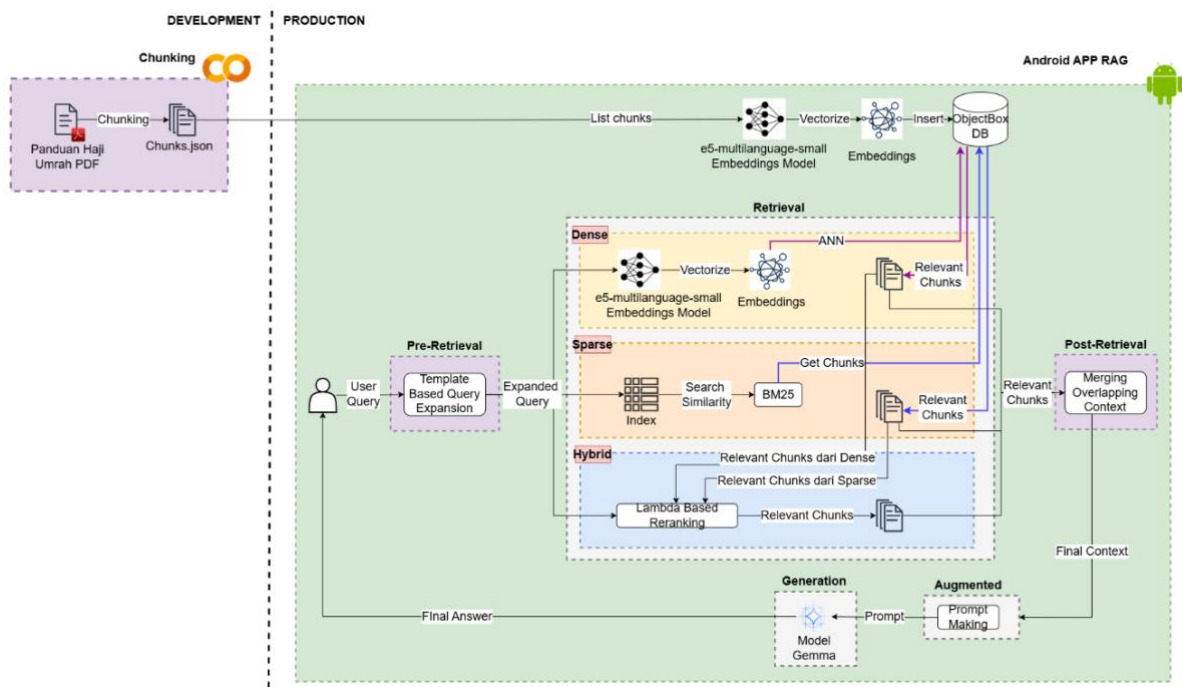 DEVELOPMENT
PRODUCTION
Chunking
Android APP RAG
Panduan Haji
Umrah PDF
Chunking
Chunks.json
List chunks
e5-multilanguage-small
Embeddings Model
Vectorize
Embeddings
Insert
ObjectBox
DB
Retrieval
Dense
e5-multilanguage-small
Embeddings Model
Vectorize
Embeddings
ANN
Relevant
Chunks
Pre-Retrieval
User
Query
Template
Based Query
Expansion
Expanded
Query
Sparse
Index
Search
Similarity
BM25
Get Chunks
Relevant
Chunks
Relevant
Chunks
Post-Retrieval
Merging
Overlapping
Context
Hybrid
Relevant Chunks dari Dense
Relevant Chunks dari Sparse
Lambda Based
Reranking
Relevant Chunks
Final Context
Augmented
Prompt
Making
Prompt
Generation
Model
Gemma
FInal Answer